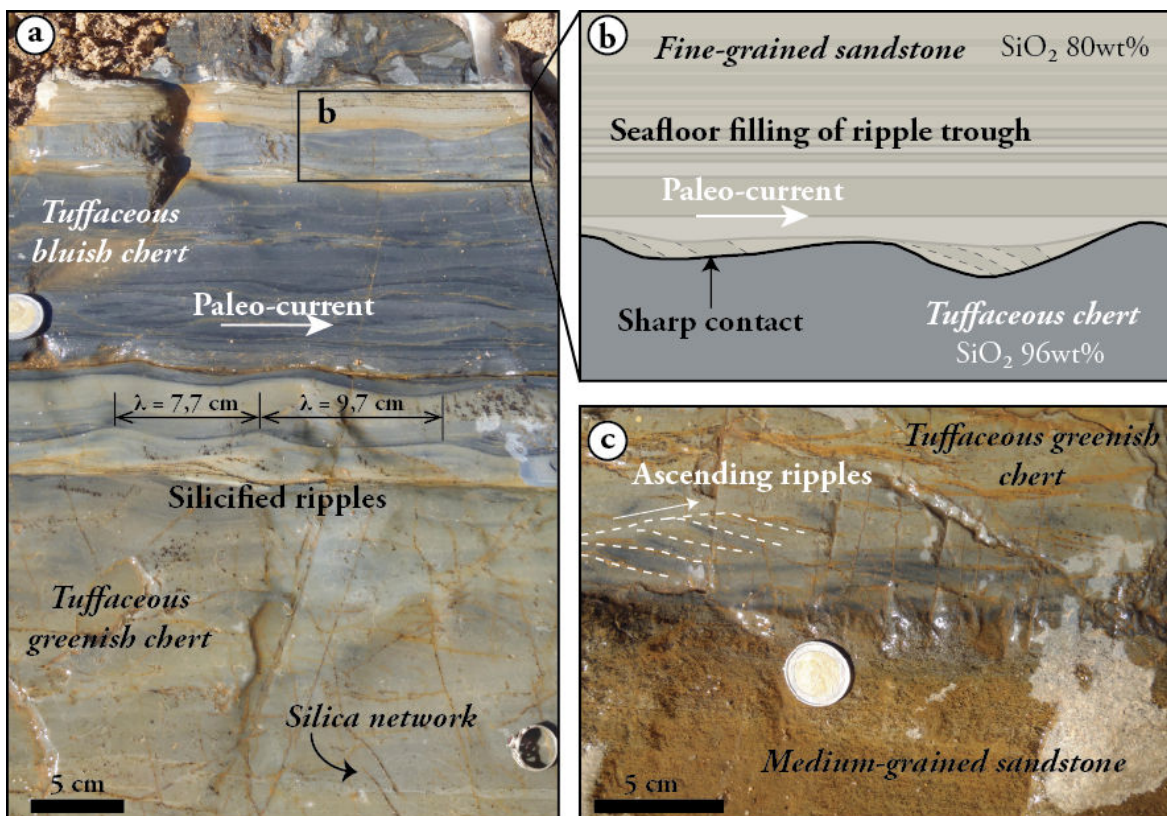 a
b
Tuffaceous
bluish chert
Paleo-current
λ = 7,7 cm
λ = 9,7 cm
Silicified ripples
Tuffaceous
greenish chert
Silica network
5 cm
b
Fine-grained sandstone
SiO₂ 80wt%
Seafloor filling of ripple trough
Paleo-current
Sharp contact
Tuffaceous chert
SiO₂ 96wt%
c
Tuffaceous greenish
chert
Ascending ripples
Medium-grained sandstone
5 cm